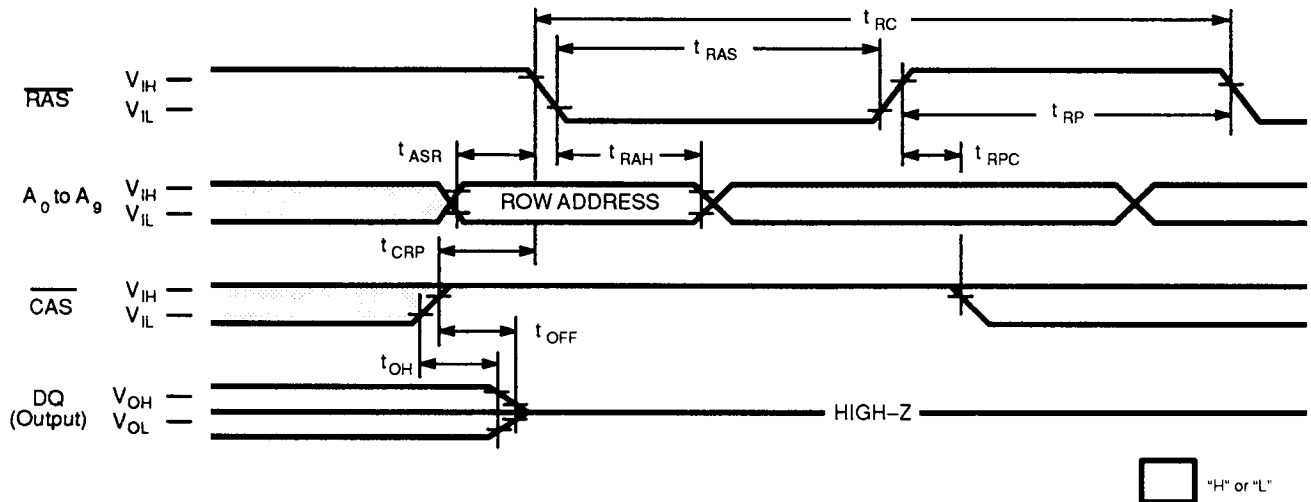 t RC
t RAS
RAS
V IH
V IL
t RP
t ASR
t RAH
t RPC
A 0 to A 9
V IH
V IL
ROW ADDRESS
t CRP
CAS
V IH
V IL
t OFF
t OH
DQ
(Output)
V OH
V OL
HIGH–Z
"H" or "L"